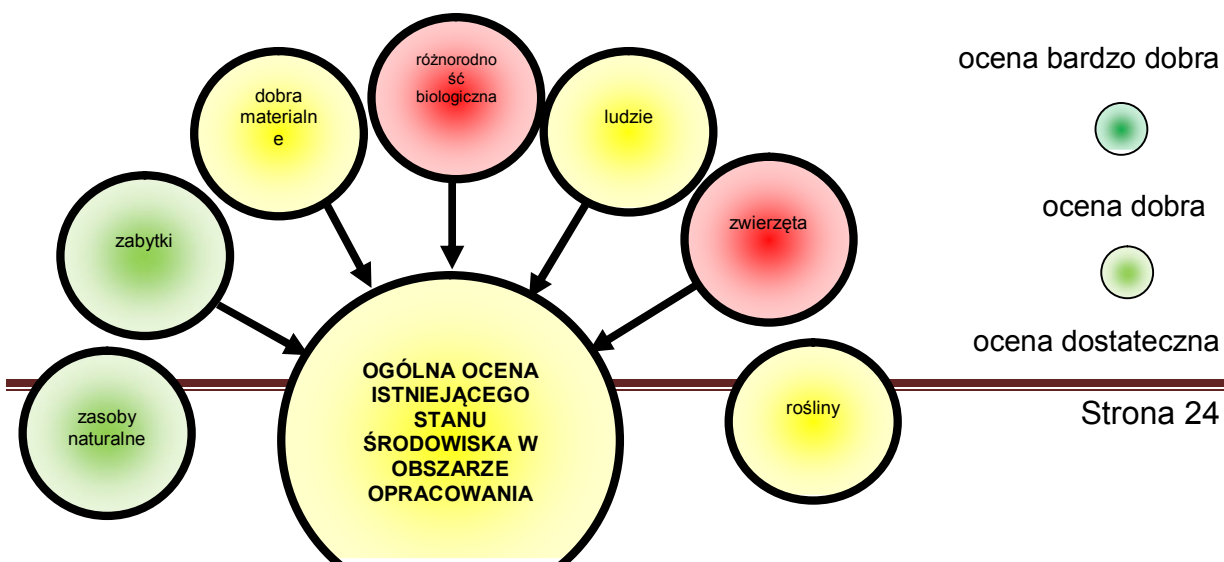 różnorodno
ść
biologiczna
dobra
materialn
e
ludzie
zabytki
zwierzęta
zasoby
naturalne
OGÓLNA OCENA
ISTNIEJĄCEGO
STANU
ŚRODOWISKA W
OBSZARZE
OPRACOWANIA
rośliny
ocena bardzo dobra
ocena dobra
ocena dostateczna
Strona 24